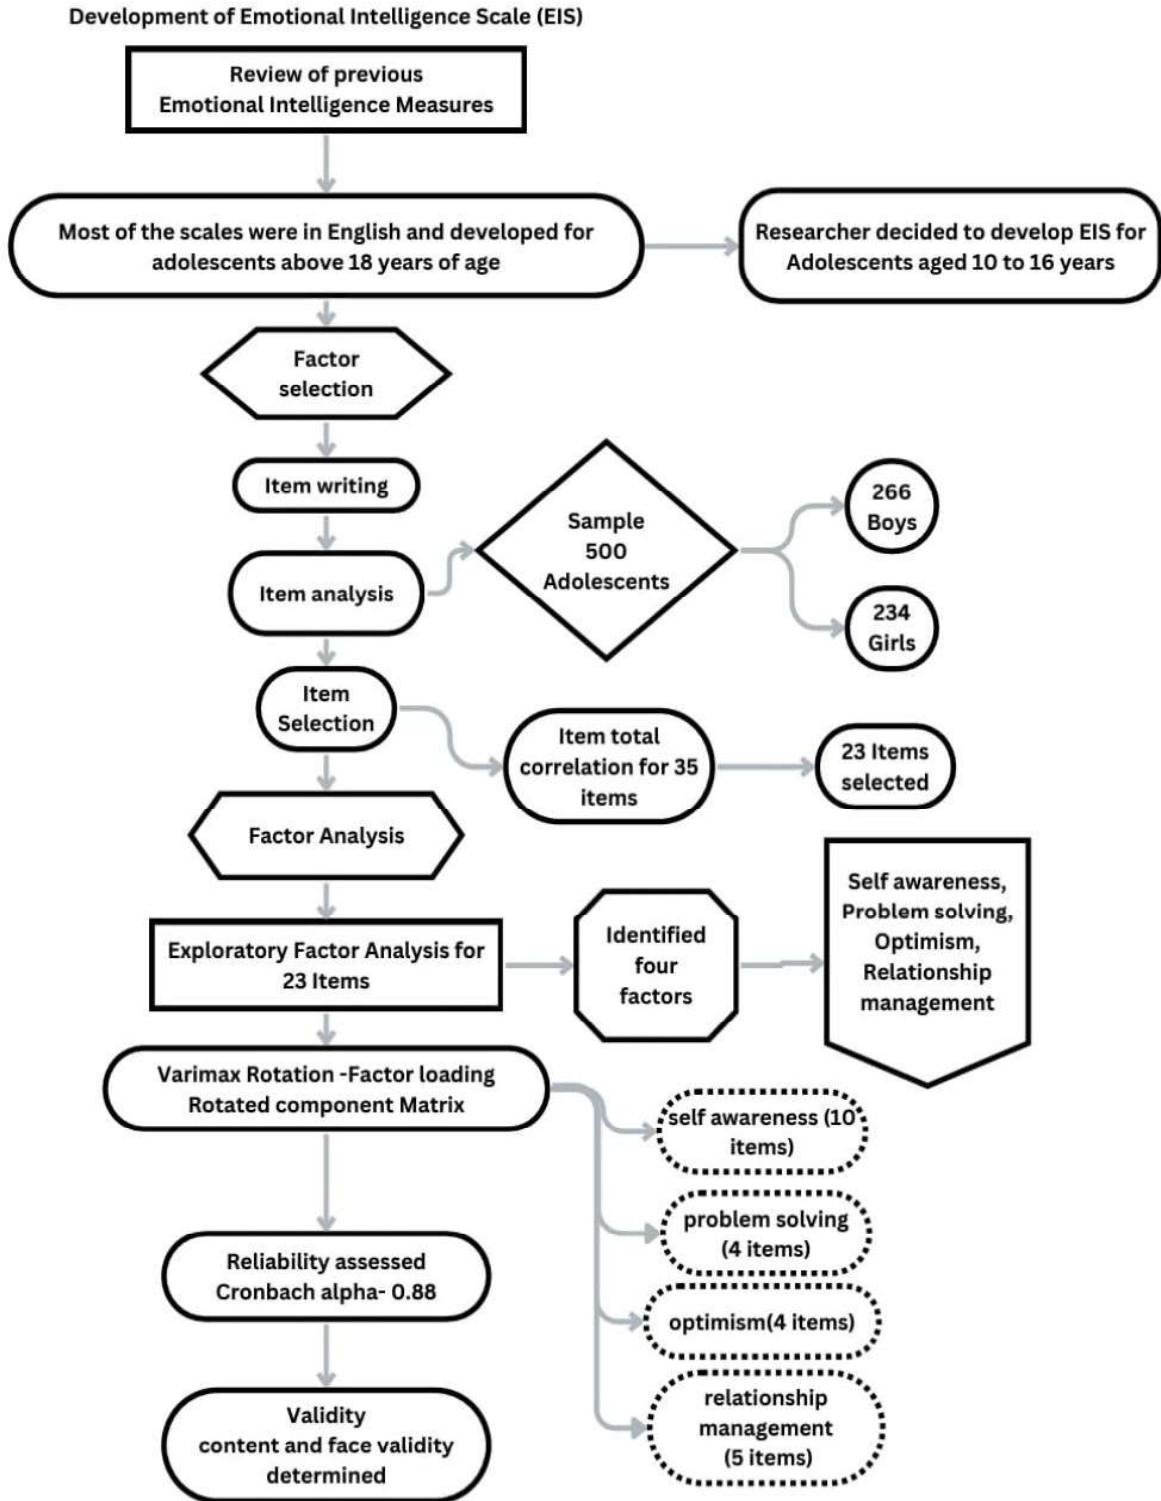 Development of Emotional Intelligence Scale (EIS)
Review of previous
Emotional Intelligence Measures
Most of the scales were in English and developed for
adolescents above 18 years of age
Researcher decided to develop EIS for
Adolescents aged 10 to 16 years
Factor
selection
Item writing
Item analysis
Sample
500
Adolescents
266
Boys
234
Girls
Item
Selection
Item total
correlation for 35
items
23 Items
selected
Factor Analysis
Exploratory Factor Analysis for
23 Items
Identified
four
factors
Self awareness,
Problem solving,
Optimism,
Relationship
management
Varimax Rotation -Factor loading
Rotated component Matrix
self awareness (10
items)
problem solving
(4 items)
optimism(4 items)
relationship
management
(5 items)
Reliability assessed
Cronbach alpha- 0.88
Validity
content and face validity
determined